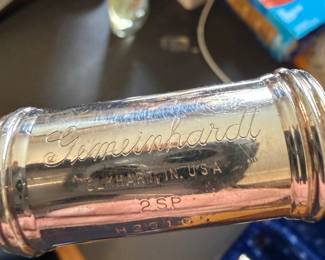 Gemeinhardt
ELKHART, IN. USA
2SP